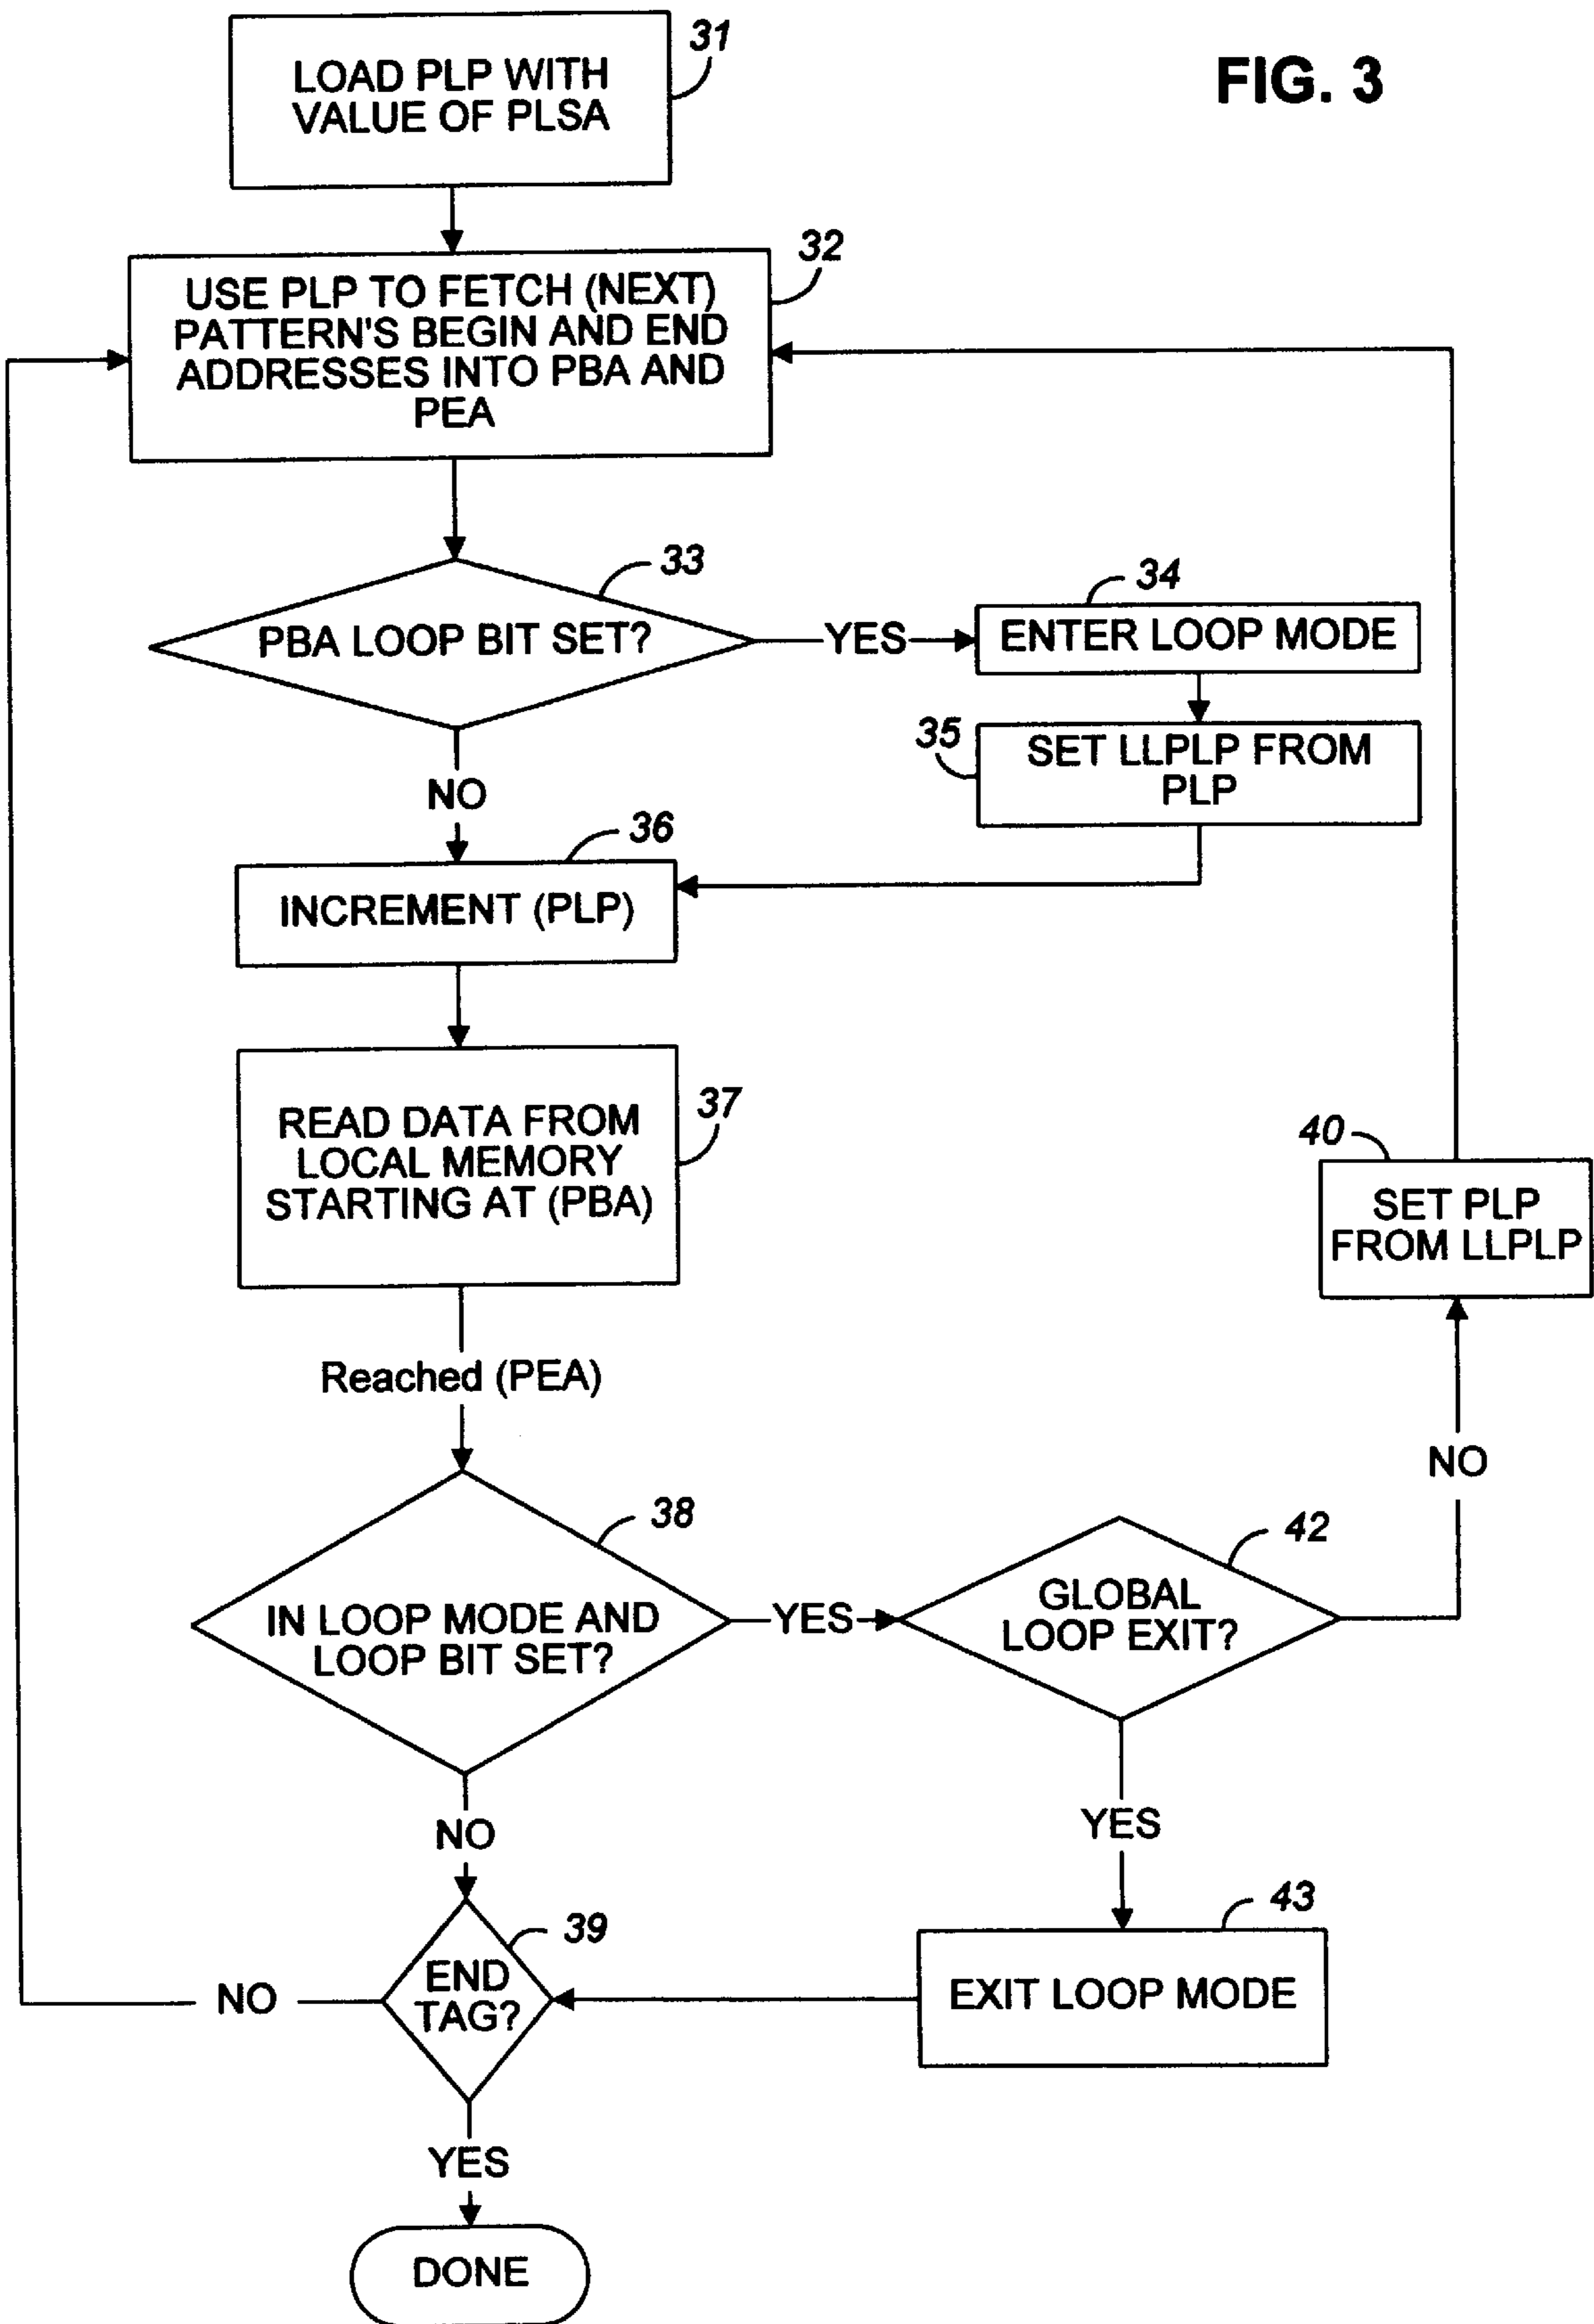 FIG. 3
31
LOAD PLP WITH
VALUE OF PLSA
32
USE PLP TO FETCH (NEXT)
PATTERN'S BEGIN AND END
ADDRESSES INTO PBA AND
PEA
33
PBA LOOP BIT SET?
YES
34
ENTER LOOP MODE
35
SET LLPLP FROM
PLP
NO
36
INCREMENT (PLP)
37
READ DATA FROM
LOCAL MEMORY
STARTING AT (PBA)
40
SET PLP
FROM LLPLP
Reached (PEA)
NO
38
IN LOOP MODE AND
LOOP BIT SET?
YES
42
GLOBAL
LOOP EXIT?
NO
YES
39
END
TAG?
NO
43
EXIT LOOP MODE
YES
DONE